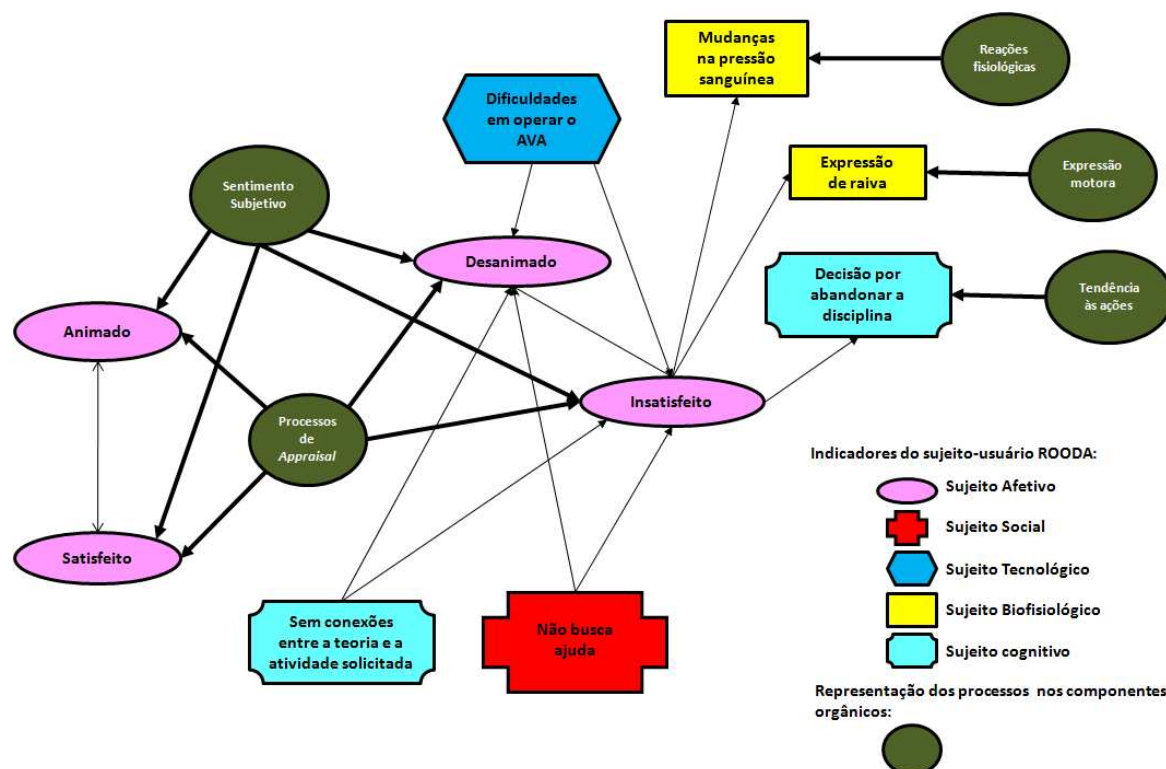 Mudanças
na pressão
sanguínea
Reações
fisiológicas
Dificuldades
em operar o
AVA
Expressão
de raiva
Expressão
motora
Sentimento
Subjetivo
Desanimado
Decisão por
abandonar a
disciplina
Tendência
às ações
Animado
Insatisfeito
Processos
de
Appraisal
Satisfeito
Sem conexões
entre a teoria e a
atividade solicitada
Não busca
ajuda
Indicadores do sujeito-usuário ROODA:
Sujeito Afetivo
Sujeito Social
Sujeito Tecnológico
Sujeito Biofisiológico
Sujeito cognitivo
Representação dos processos nos componentes
orgânicos: